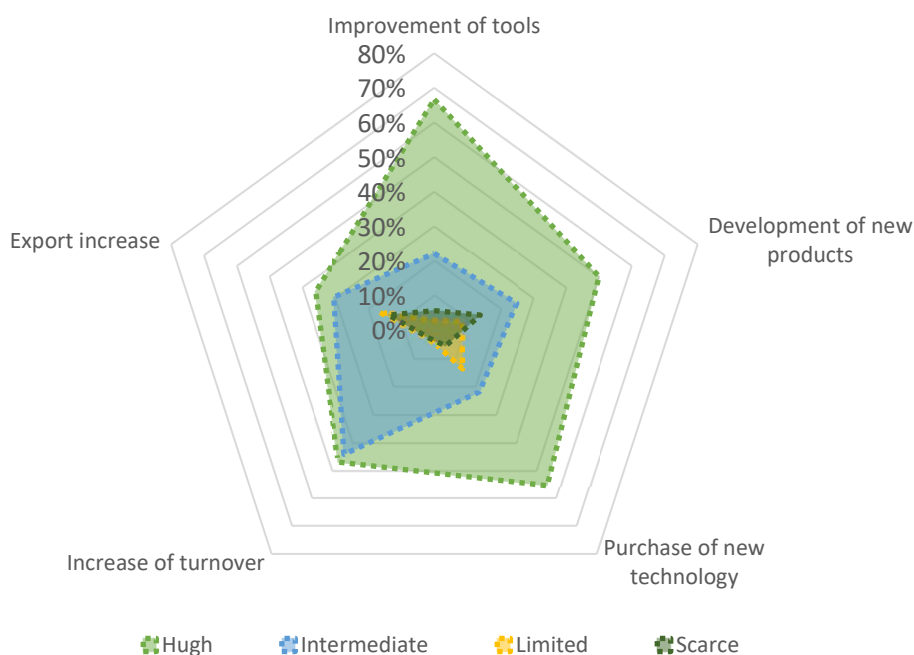 Improvement of tools
80%
70%
60%
50%
40%
30%
20%
10%
0%
Development of new
products
Purchase of new
technology
Increase of turnover
Export increase
Hugh
Intermediate
Limited
Scarce